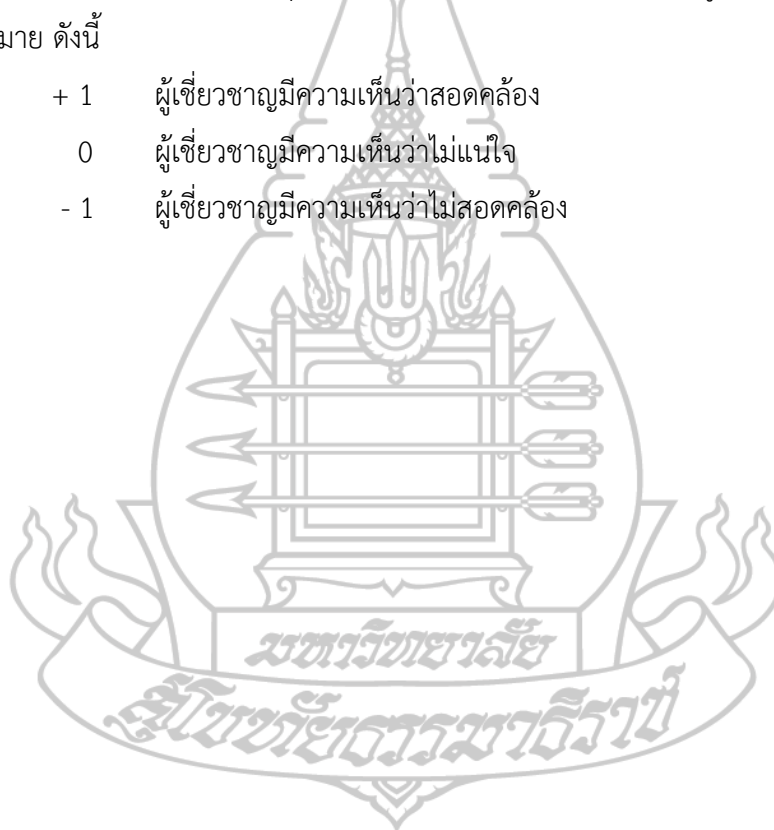 มาย ดังนี้
+ 1 ผู้เชี่ยวชาญมีความเห็นว่าสอดคล้อง
0 ผู้เชี่ยวชาญมีความเห็นว่าไม่แน่ใจ
- 1 ผู้เชี่ยวชาญมีความเห็นว่าไม่สอดคล้อง
มหาวิทยาลัย
สุโขทัยธรรมาธิราช